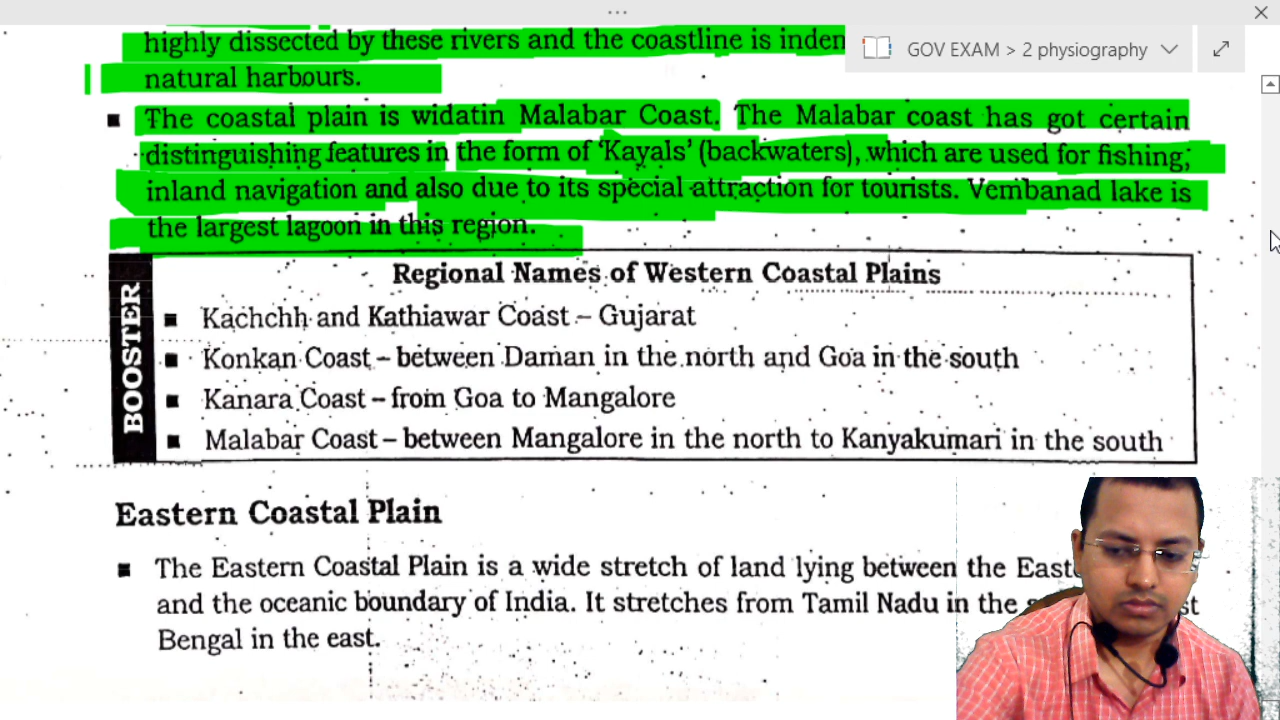 GOV EXAM > 2 physiography
highly dissected by these rivers and the coastline is inden
natural harbours.
■ The coastal plain is widatin Malabar Coast. The Malabar coast has got certain
distinguishing features in the form of 'Kayals' (backwaters), which are used for fishing,
inland navigation and also due to its special attraction for tourists. Vembanad lake is
the largest lagoon in this region.
BOOSTER
Regional Names of Western Coastal Plains
■ Kachchh and Kathiawar Coast – Gujarat
■ Konkan Coast – between Daman in the north and Goa in the south
■ Kanara Coast – from Goa to Mangalore
■ Malabar Coast – between Mangalore in the north to Kanyakumari in the south
Eastern Coastal Plain
■ The Eastern Coastal Plain is a wide stretch of land lying between the East
and the oceanic boundary of India. It stretches from Tamil Nadu in the
Bengal in the east.